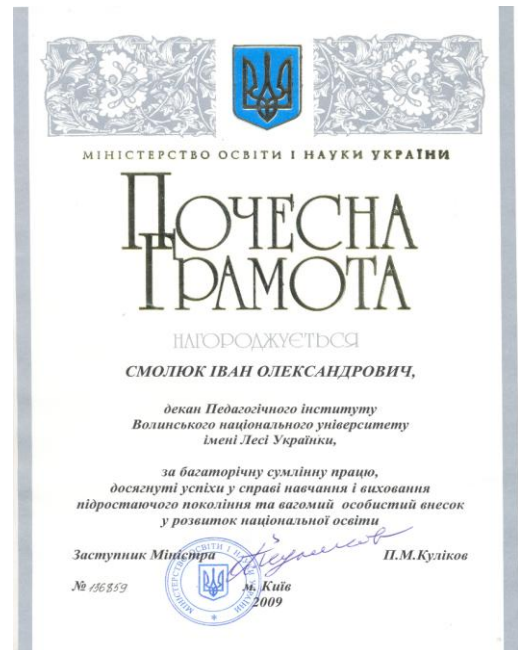 МІНІСТЕРСТВО ОСВІТИ І НАУКИ УКРАЇНИ
ПОЧЕСНА
ГРАМОТА
НАГОРОДЖУЄТЬСЯ
СМОЛЮК ІВАН ОЛЕКСАНДРОВИЧ,
декан Педагогічного інституту
Волинського національного університету
імені Лесі Українки,
за багаторічну сумлінну працю,
досягнуті успіхи у справі навчання і виховання
підростаючого покоління та вагомий особистий внесок
у розвиток національної освіти
Заступник Міністра П.М.Куліков
№ 136859 м. Київ
2009